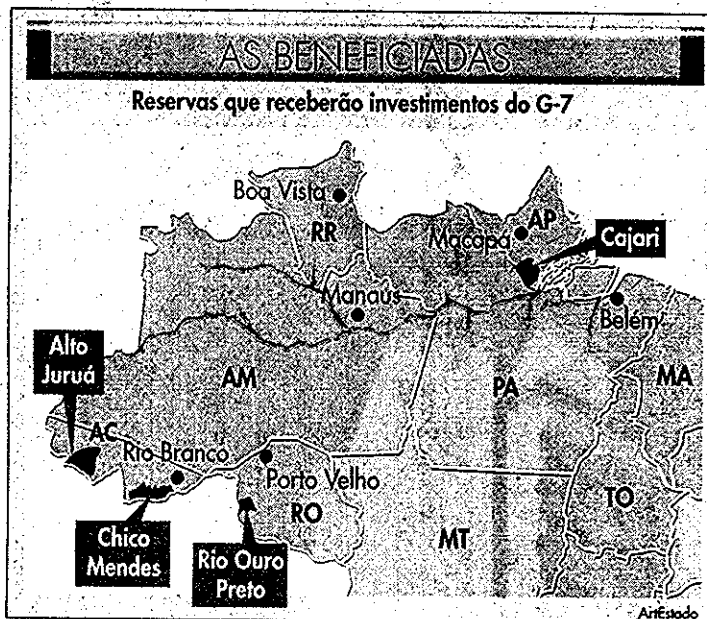 AS BENEFICIADAS
Reservas que receberão investimentos do G-7
Boa Vista
RR
Macapá
AP
Cajari
Manaus
Belém
Alto
Juruá
AM
PA
MA
AC
Rio Branco
Porto Velho
RO
TO
MT
Chico
Mendes
Rio Ouro
Preto
ArtEstado